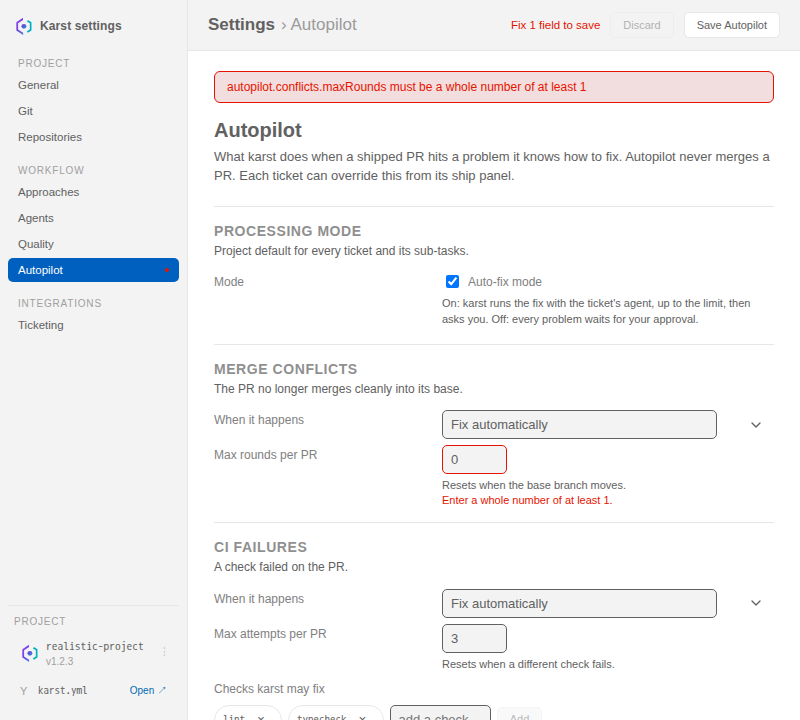 Karst settings
PROJECT
General
Git
Repositories
WORKFLOW
Approaches
Agents
Quality
Autopilot
INTEGRATIONS
Ticketing
PROJECT
realistic-project
v1.2.3
Y karst.yml
Open ↗
Settings › Autopilot
Fix 1 field to save
Discard
Save Autopilot
autopilot.conflicts.maxRounds must be a whole number of at least 1
Autopilot
What karst does when a shipped PR hits a problem it knows how to fix. Autopilot never merges a
PR. Each ticket can override this from its ship panel.
PROCESSING MODE
Project default for every ticket and its sub-tasks.
Mode
Auto-fix mode
On: karst runs the fix with the ticket's agent, up to the limit, then
asks you. Off: every problem waits for your approval.
MERGE CONFLICTS
The PR no longer merges cleanly into its base.
When it happens
Fix automatically
Max rounds per PR
0
Resets when the base branch moves.
Enter a whole number of at least 1.
CI FAILURES
A check failed on the PR.
When it happens
Fix automatically
Max attempts per PR
3
Resets when a different check fails.
Checks karst may fix
lint ×
typecheck ×
add a check
Add